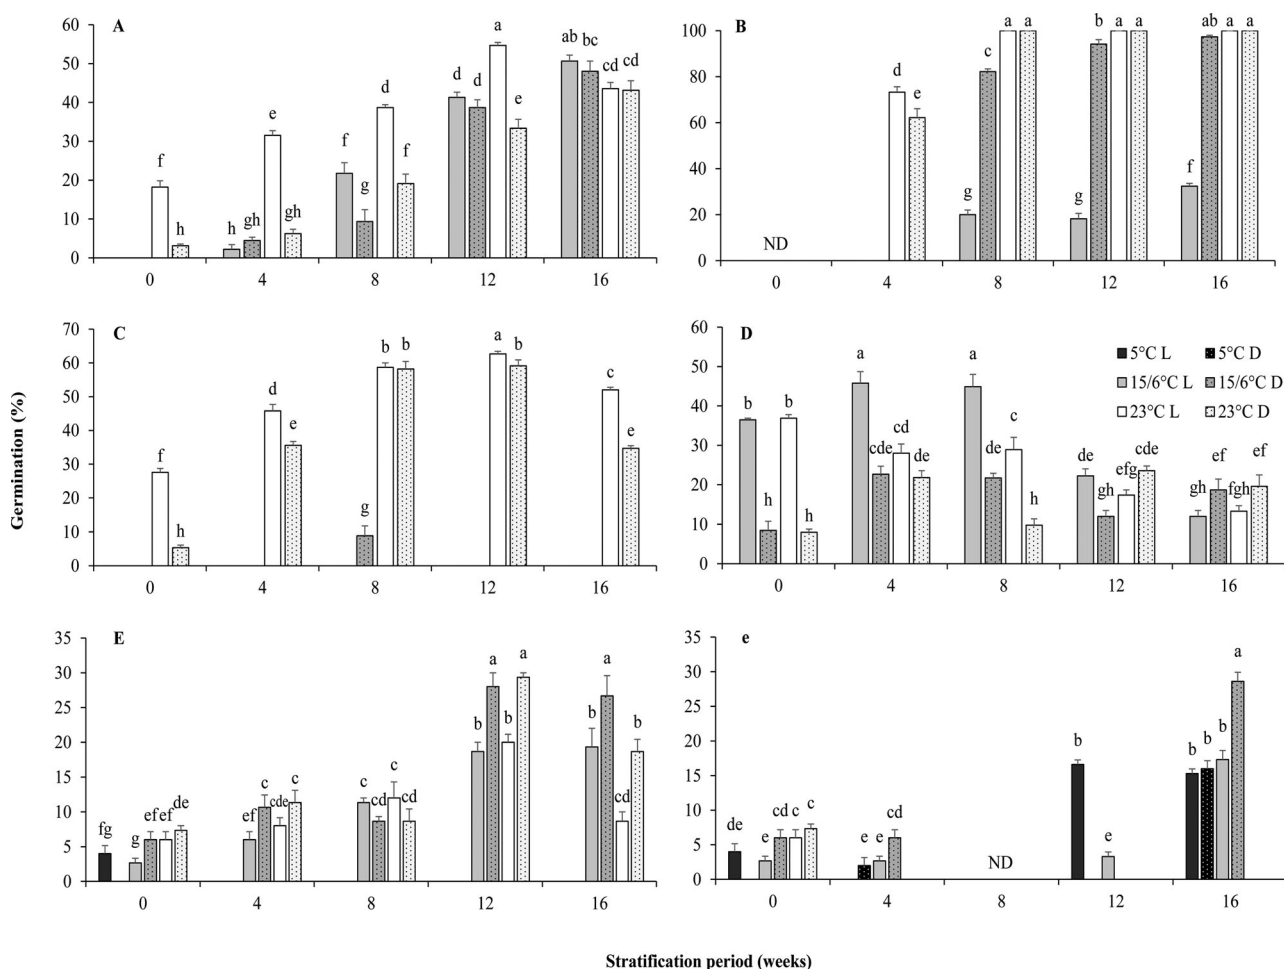 A
60
50
40
30
20
10
0
f
h
e
h
gh
gh
d
f
g
f
a
d
d
e
ab
bc
cd
cd
0
4
8
12
16
B
100
80
60
40
20
0
ND
d
e
g
c
a
a
g
b
a
a
f
ab
a
a
0
4
8
12
16
Germination (%)
C
70
60
50
40
30
20
10
0
f
h
d
e
g
b
b
a
b
c
e
0
4
8
12
16
D
60
50
40
30
20
10
0
5°C L
5°C D
15/6°C L
15/6°C D
23°C L
23°C D
b
h
b
h
a
cde
cd
de
a
de
c
h
de
gh
efg
cde
gh
ef
fgh
ef
0
4
8
12
16
E
35
30
25
20
15
10
5
0
fg
g
ef
ef
de
ef
c
cde
c
c
cd
c
cd
b
a
b
a
b
a
cd
b
0
4
8
12
16
e
35
30
25
20
15
10
5
0
de
e
cd
c
c
e
e
cd
ND
b
e
b
b
b
a
0
4
8
12
16
Stratification period (weeks)